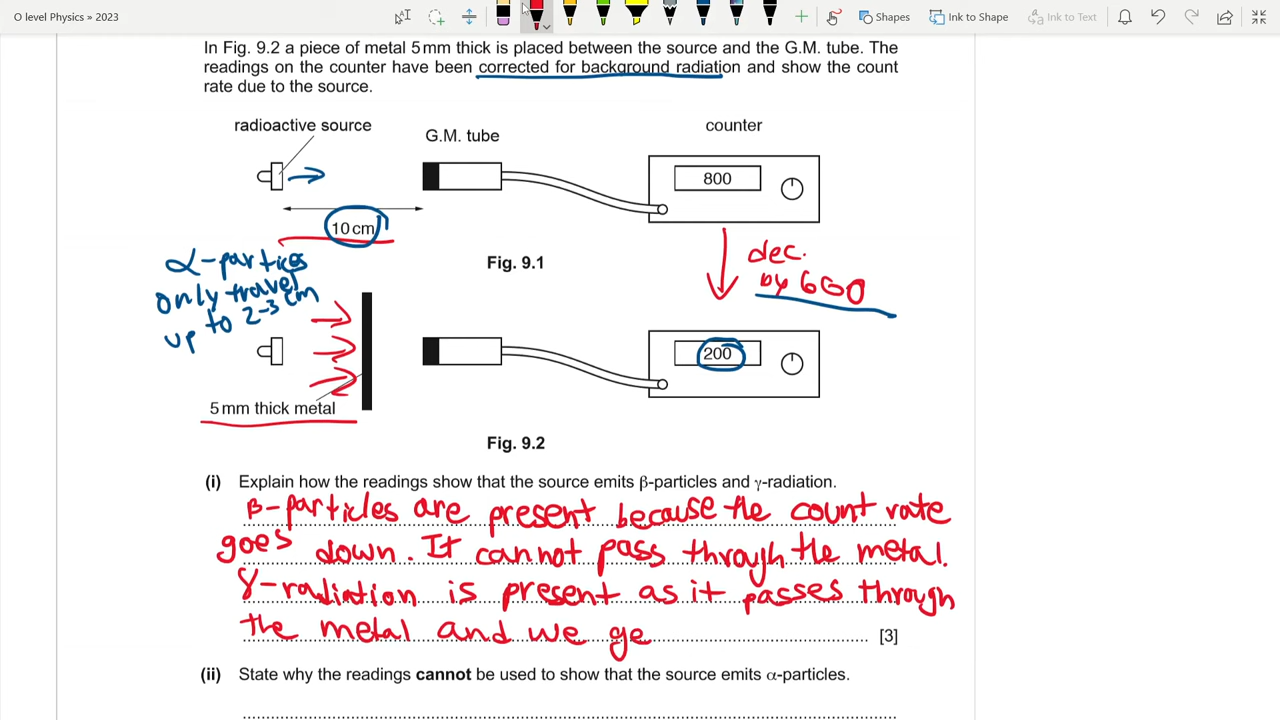 O level Physics » 2023
Shapes
Ink to Shape
Ink to Text
In Fig. 9.2 a piece of metal 5 mm thick is placed between the source and the G.M. tube. The
readings on the counter have been corrected for background radiation and show the count
rate due to the source.
radioactive source
G.M. tube
counter
800
10 cm
Fig. 9.1
α-partices
only travel
up to 2-3 cm
dec.
by 600
200
5 mm thick metal
Fig. 9.2
(i) Explain how the readings show that the source emits β-particles and γ-radiation.
β-particles are present because the count rate
goes down. It cannot pass through the metal.
γ-radiation is present as it passes through
the metal and we ge
[3]
(ii) State why the readings cannot be used to show that the source emits α-particles.